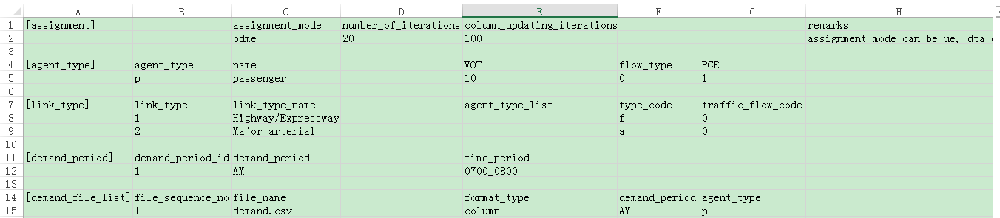 A B C D E F G H
1 [assignment] assignment_mode number_of_iterations column_updating_iterations remarks
2 odme 20 100 assignment_mode can be ue, dta
3
4 [agent_type] agent_type name VOT flow_type PCE
5 p passenger 10 0 1
6
7 [link_type] link_type link_type_name agent_type_list type_code traffic_flow_code
8 1 Highway/Expressway f 0
9 2 Major arterial a 0
10
11 [demand_period] demand_period_id demand_period time_period
12 1 AM 0700_0800
13
14 [demand_file_list] file_sequence_no file_name format_type demand_period agent_type
15 1 demand.csv column AM p